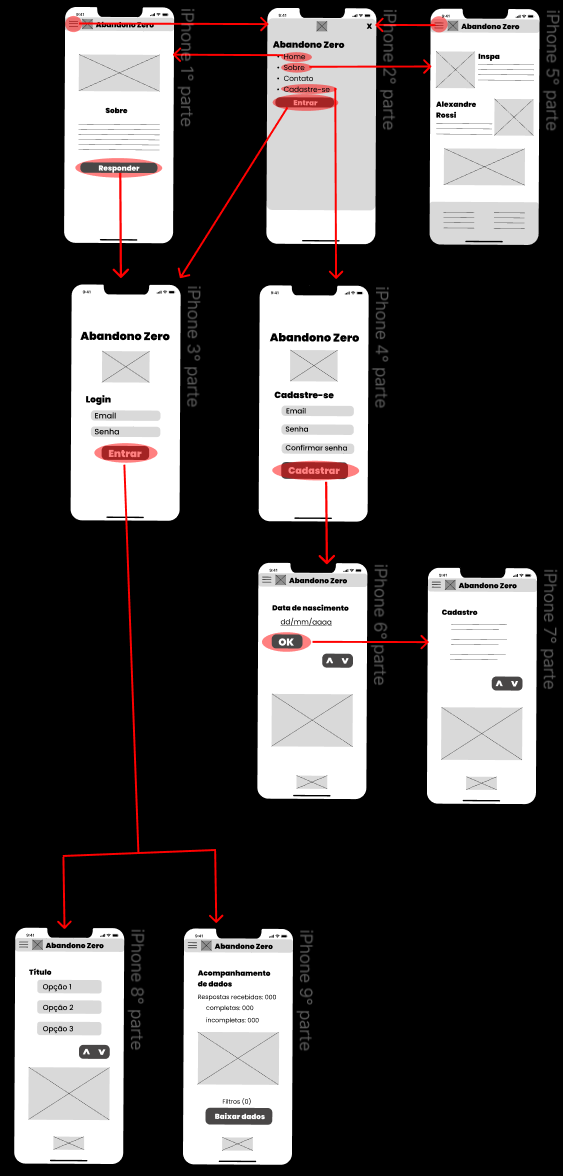 9:41
Abandono Zero
Sobre
Responder
iPhone 1° parte
9:41
X
Abandono Zero
• Home
• Sobre
• Contato
• Cadastre-se
Entrar
iPhone 2° parte
9:41
Abandono Zero
Inspa
Alexandre
Rossi
iPhone 5° parte
9:41
Abandono Zero
Login
Email
Senha
Entrar
iPhone 3° parte
9:41
Abandono Zero
Cadastre-se
Email
Senha
Confirmar senha
Cadastrar
iPhone 4° parte
9:41
Abandono Zero
Data de nascimento
dd/mm/aaaa
OK
iPhone 6° parte
9:41
Abandono Zero
Cadastro
iPhone 7° parte
9:41
Abandono Zero
Título
Opção 1
Opção 2
Opção 3
iPhone 8° parte
9:41
Abandono Zero
Acompanhamento
de dados
Respostas recebidas: 000
completas: 000
incompletas: 000
Filtros (0)
Baixar dados
iPhone 9° parte